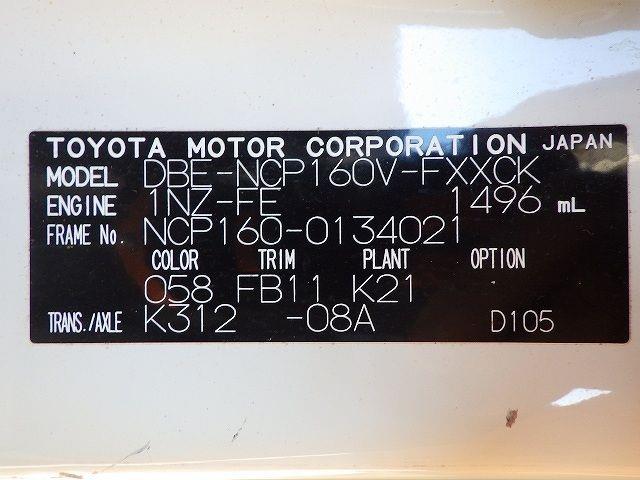 TOYOTA MOTOR CORPORATION JAPAN
MODEL DBE-NCP160V-FXXCK
ENGINE 1NZ-FE 1496 mL
FRAME No. NCP160-0134021
COLOR TRIM PLANT OPTION
058 FB11 K21
TRANS./AXLE K312 -08A D105